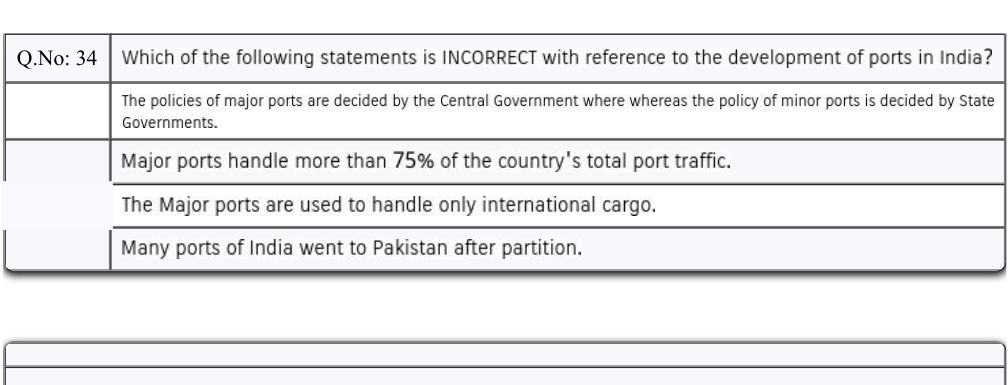 Q.No: 34 Which of the following statements is INCORRECT with reference to the development of ports in India?
The policies of major ports are decided by the Central Government where whereas the policy of minor ports is decided by State
Governments.
Major ports handle more than 75% of the country's total port traffic.
The Major ports are used to handle only international cargo.
Many ports of India went to Pakistan after partition.